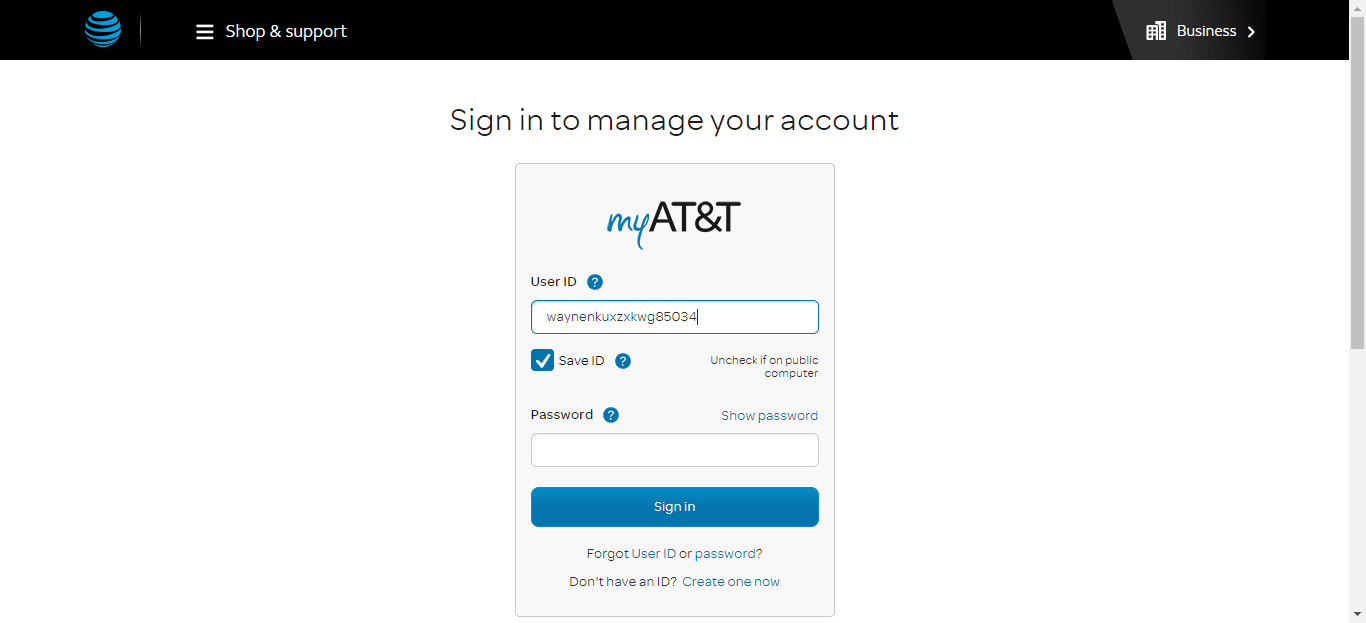 Shop & support
Business
Sign in to manage your account
myAT&T
User ID ?
waynenkuxzxkwg85034
Save ID ?
Uncheck if on public
computer
Password ?
Show password
Sign in
Forgot User ID or password?
Don't have an ID? Create one now